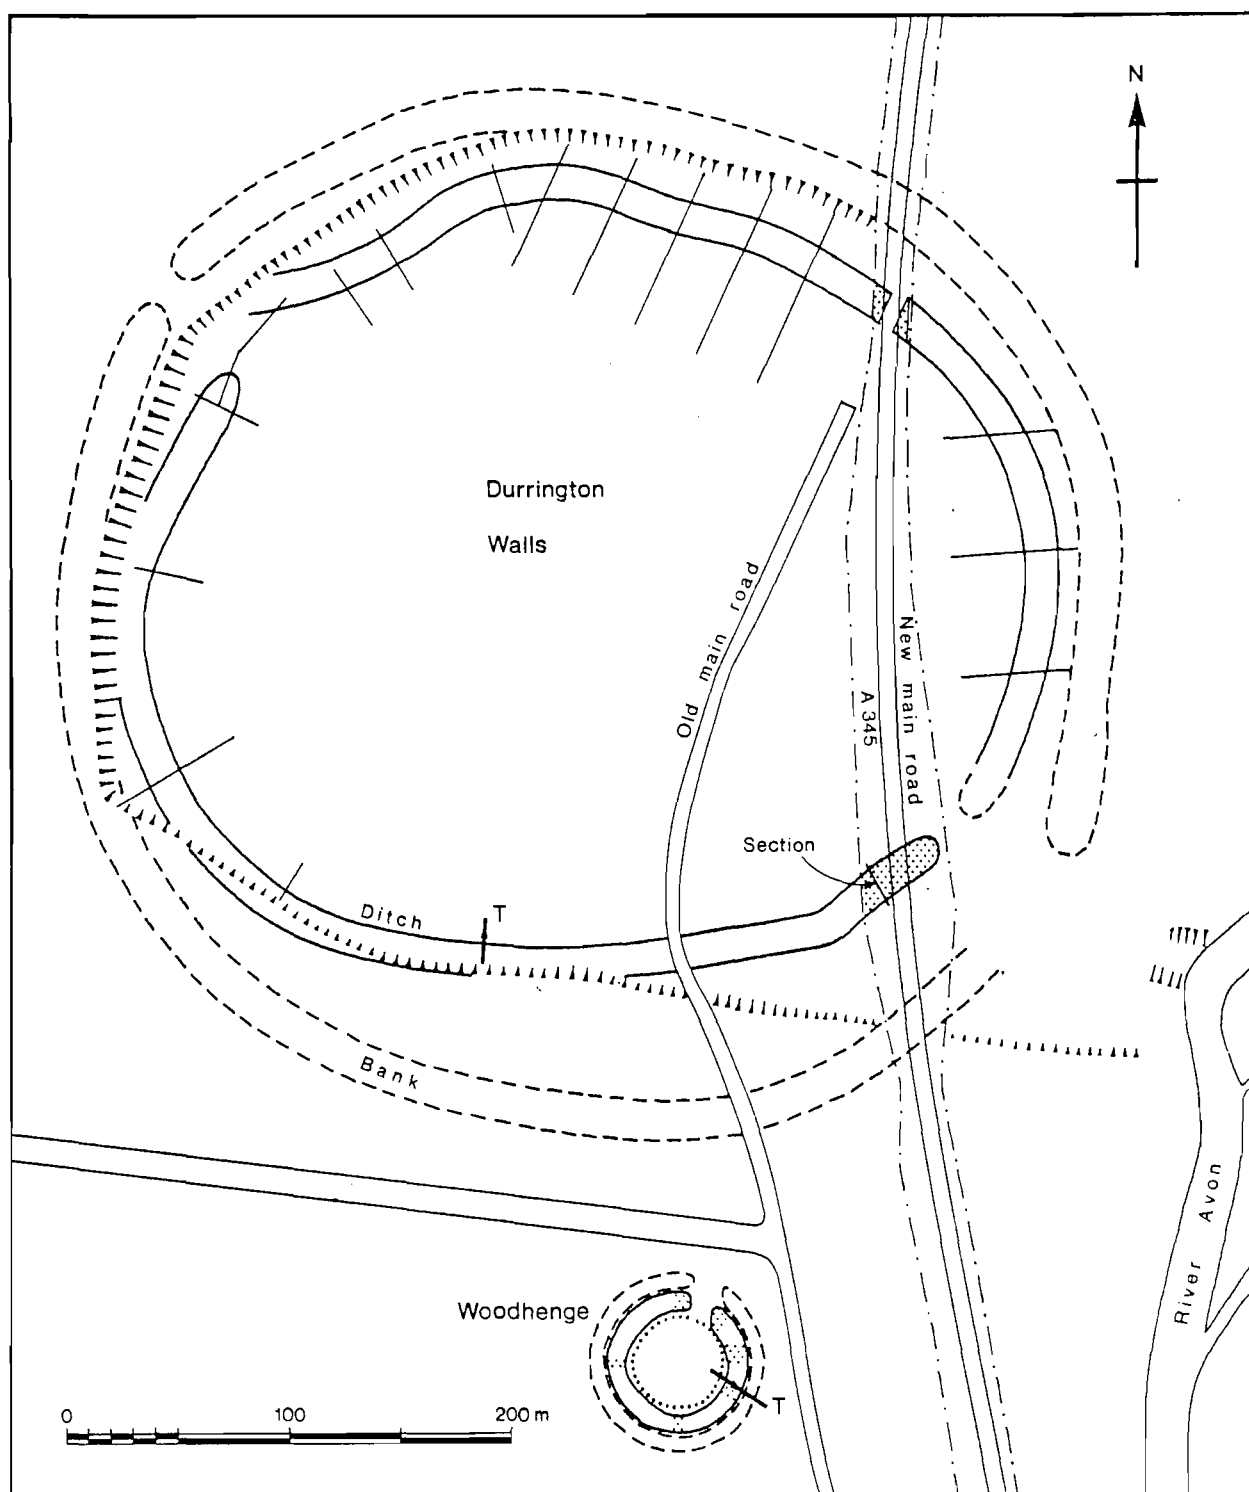 N
Durrington
Walls
Old main road
New main road
A 345
Section
Ditch
T
Bank
River Avon
Woodhenge
T
0 100 200 m